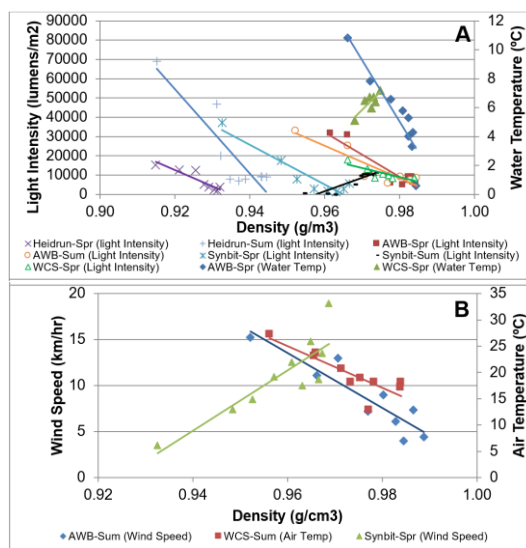 A
Light Intensity (lumens/m2)
Water Temperature (ºC)
90000
80000
70000
60000
50000
40000
30000
20000
10000
0
12
10
8
6
4
2
0
0.90 0.92 0.94 0.96 0.98 1.00
Density (g/m3)
Heidrun-Spr (light Intensity) Heidrun-Sum (light Intensity) AWB-Spr (Light Intensity)
AWB-Sum (Light Intensity) Synbit-Spr (Light Intensity) Synbit-Sum (Light Intensity)
WCS-Spr (Light Intensity) AWB-Spr (Water Temp) WCS-Spr (Water Temp)
B
Wind Speed (km/hr)
Air Temperature (ºC)
20
15
10
5
0
35
30
25
20
15
10
5
0
0.92 0.94 0.96 0.98 1.00
Density (g/cm3)
AWB-Sum (Wind Speed) WCS-Sum (Air Temp) Synbit-Spr (Wind Speed)